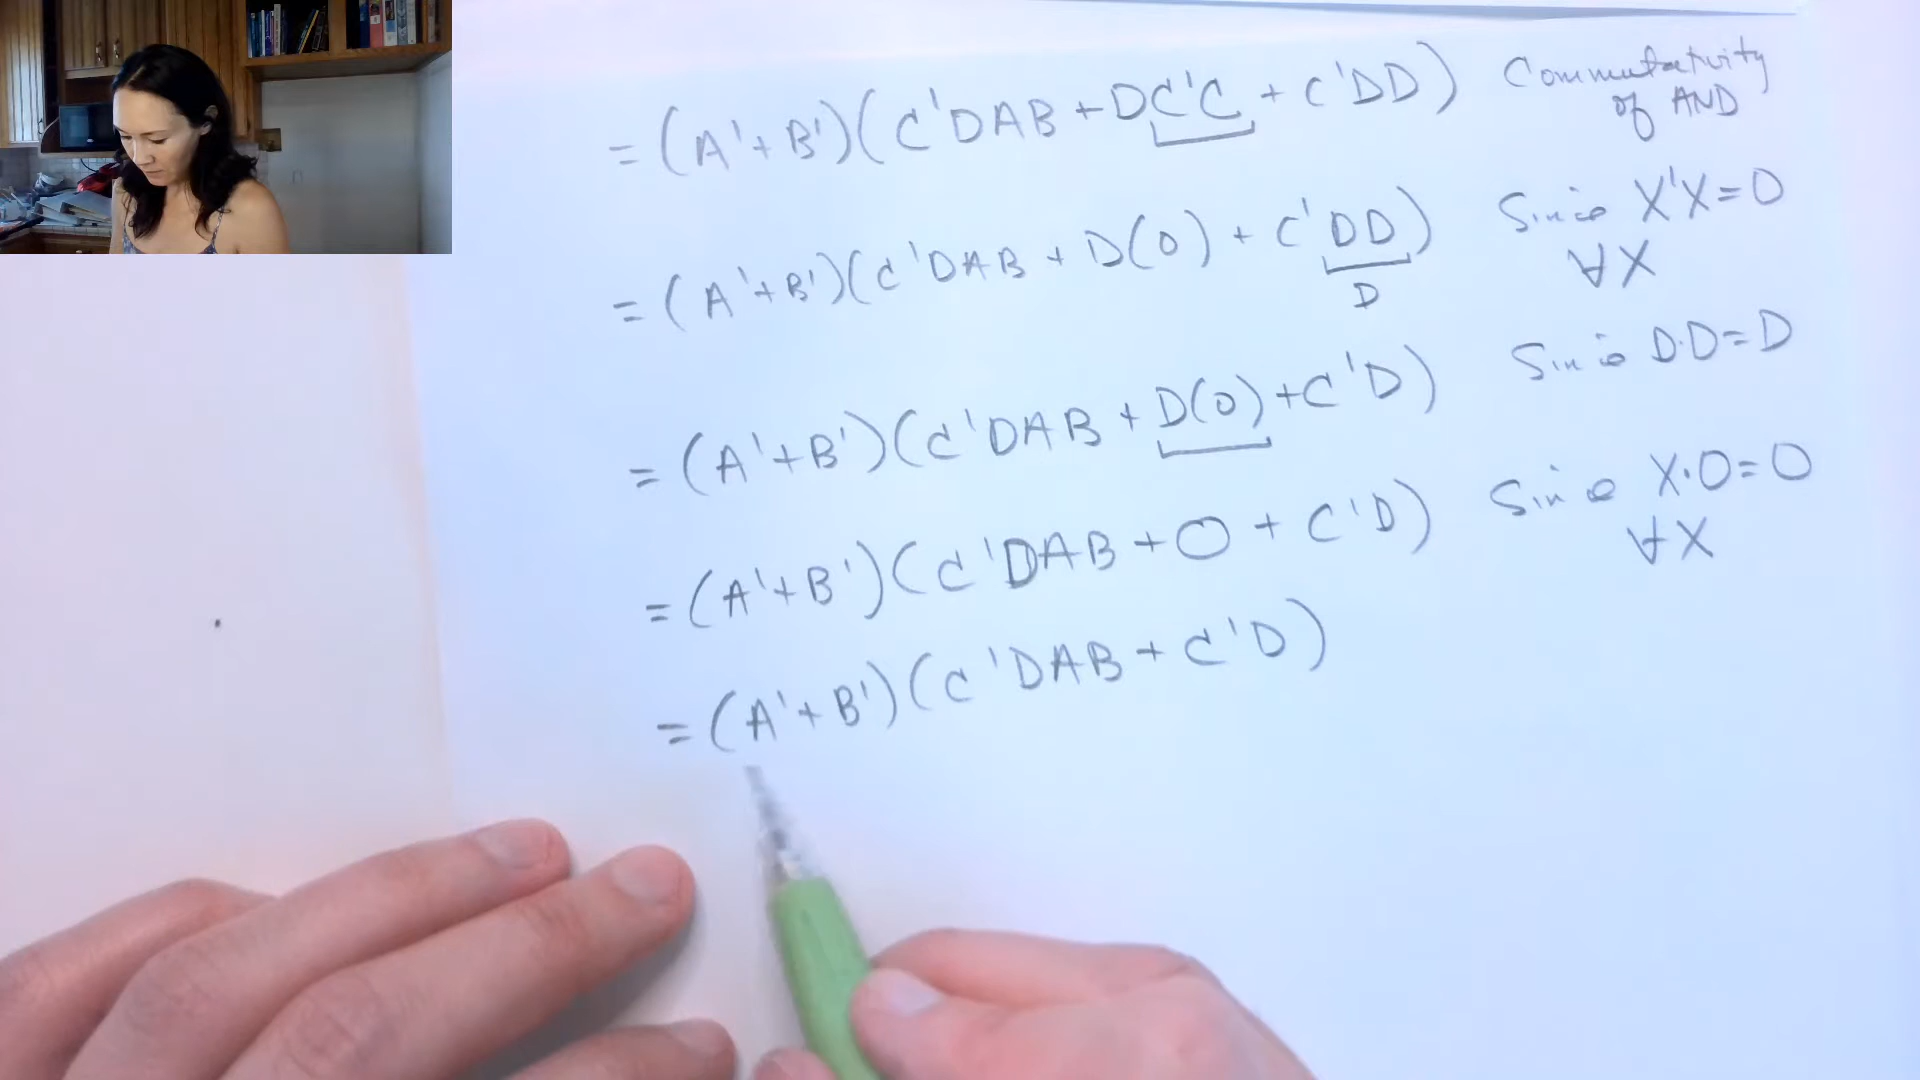 = (A'+B')(C'DAB + DC'C + C'DD) Commutativity
of AND
= (A'+B')(C'DAB + D(0) + C'DD) Since X'X=0
D ∀X
= (A'+B')(C'DAB + D(0) + C'D) Since D·D=D
= (A'+B')(C'DAB + 0 + C'D) Since X·0=0
∀X
= (A'+B')(C'DAB + C'D)